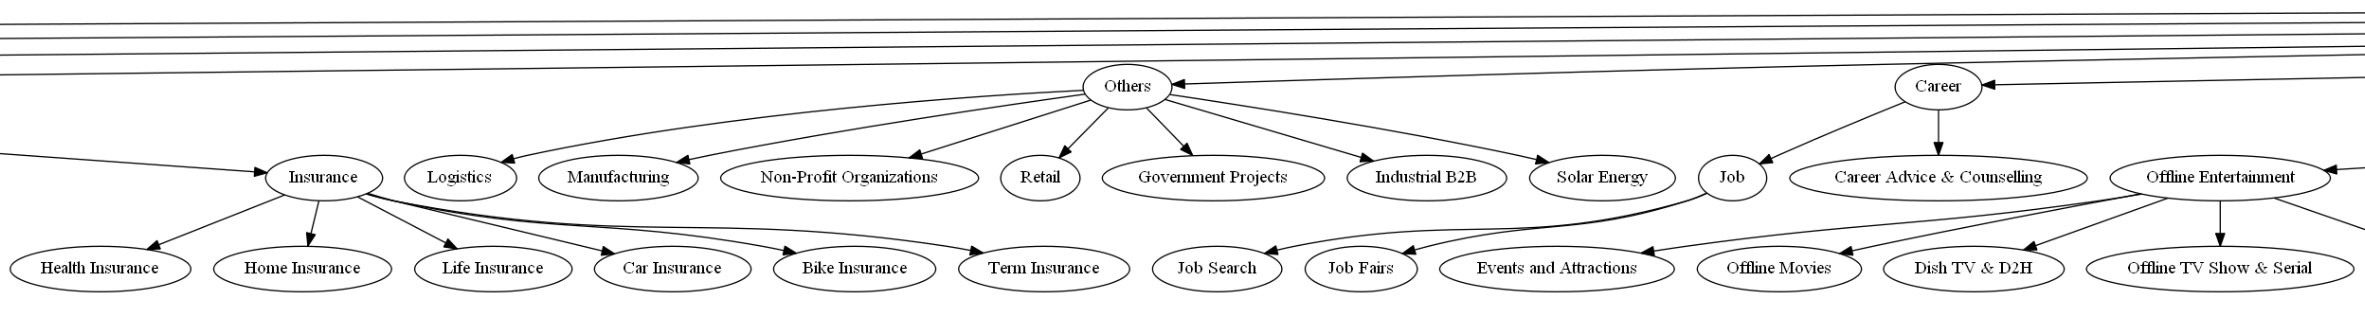 Others
Career
Insurance
Logistics
Manufacturing
Non-Profit Organizations
Retail
Government Projects
Industrial B2B
Solar Energy
Job
Career Advice & Counselling
Offline Entertainment
Health Insurance
Home Insurance
Life Insurance
Car Insurance
Bike Insurance
Term Insurance
Job Search
Job Fairs
Events and Attractions
Offline Movies
Dish TV & D2H
Offline TV Show & Serial